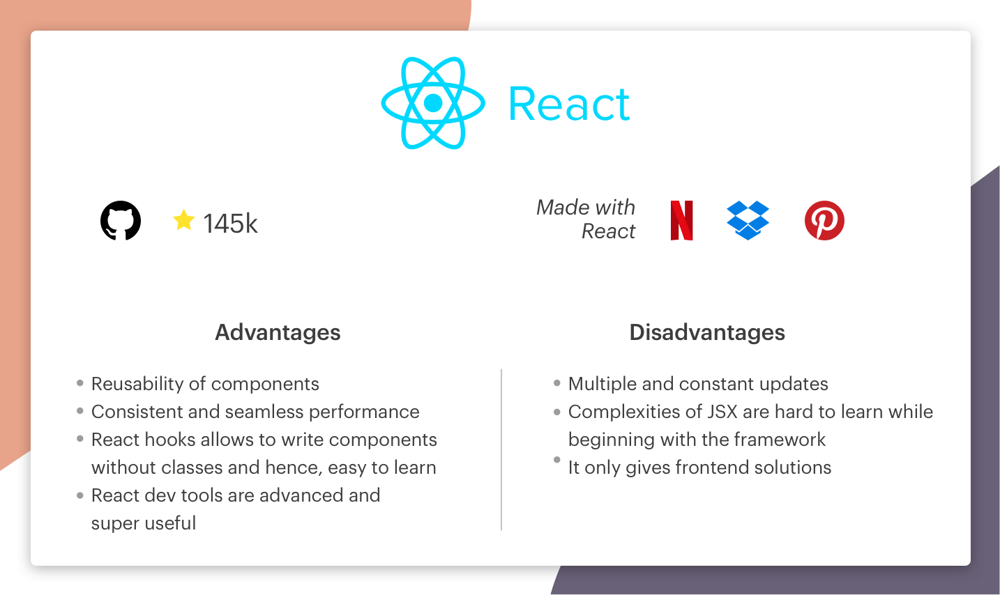 React
145k
Made with
React
Advantages
Reusability of components
Consistent and seamless performance
React hooks allows to write components
without classes and hence, easy to learn
React dev tools are advanced and
super useful
Disadvantages
Multiple and constant updates
Complexities of JSX are hard to learn while
beginning with the framework
It only gives frontend solutions